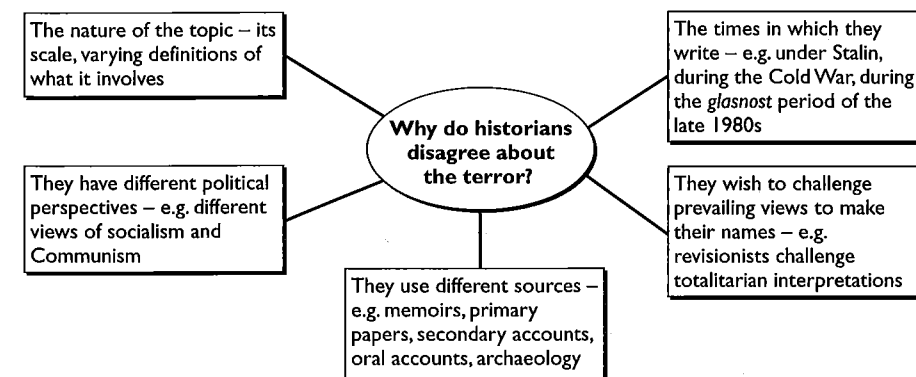 The nature of the topic – its
scale, varying definitions of
what it involves
The times in which they
write – e.g. under Stalin,
during the Cold War, during
the glasnost period of the
late 1980s
Why do historians
disagree about
the terror?
They have different political
perspectives – e.g. different
views of socialism and
Communism
They wish to challenge
prevailing views to make
their names – e.g.
revisionists challenge
totalitarian interpretations
They use different sources –
e.g. memoirs, primary
papers, secondary accounts,
oral accounts, archaeology